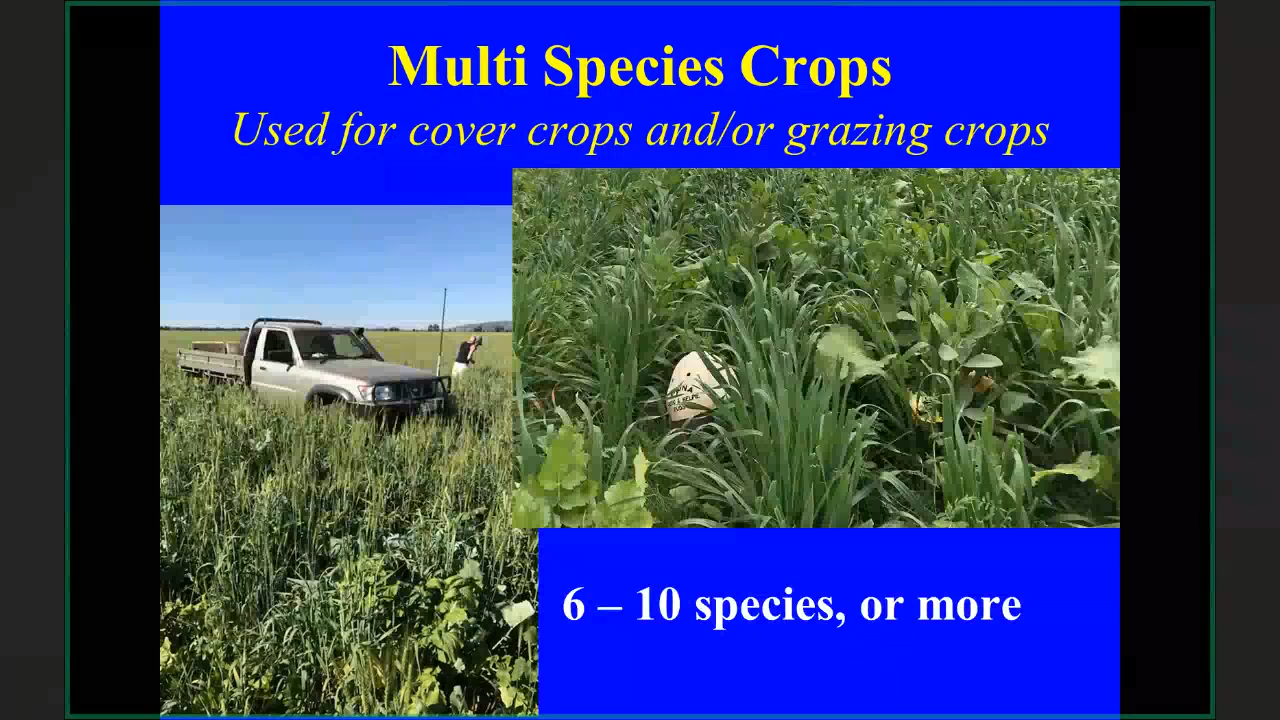 Multi Species Crops
Used for cover crops and/or grazing crops
6 – 10 species, or more